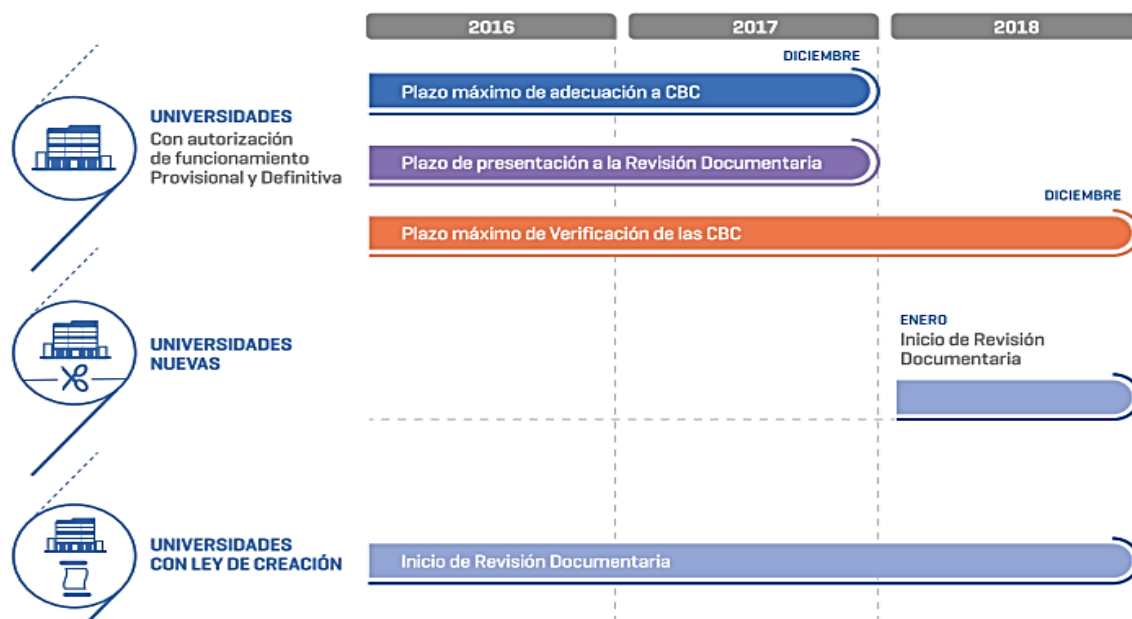 2016
2017
2018
UNIVERSIDADES
Con autorización
de funcionamiento
Provisional y Definitiva
DICIEMBRE
Plazo máximo de adecuación a CBC
Plazo de presentación a la Revisión Documentaria
DICIEMBRE
Plazo máximo de Verificación de las CBC
UNIVERSIDADES
NUEVAS
ENERO
Inicio de Revisión
Documentaria
UNIVERSIDADES
CON LEY DE CREACIÓN
Inicio de Revisión Documentaria